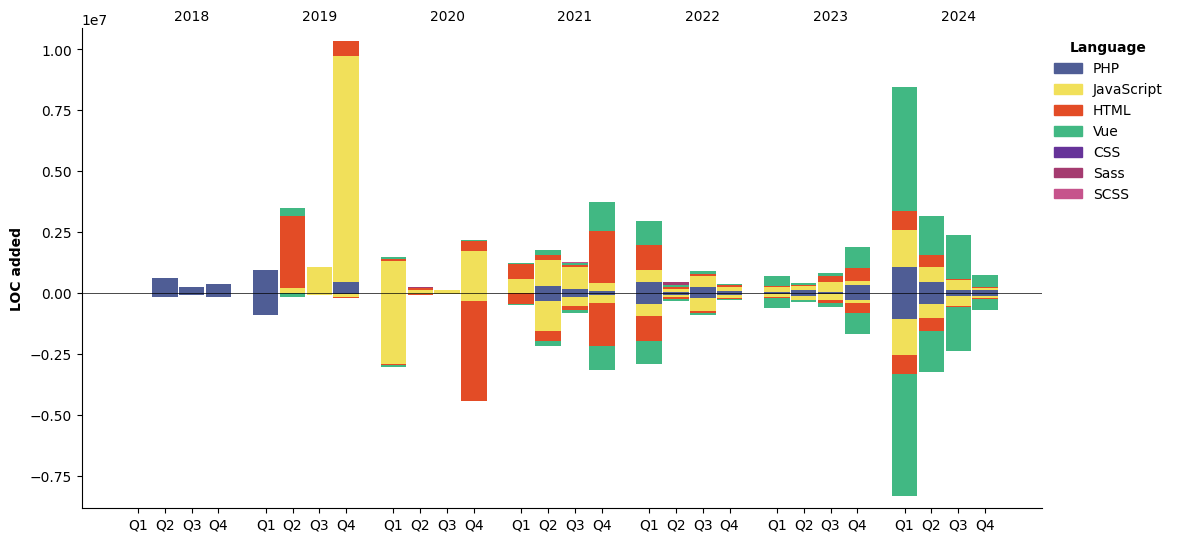 2018 2019 2020 2021 2022 2023 2024
1e7
1.00
0.75
0.50
0.25
0.00
−0.25
−0.50
−0.75
LOC added
Q1 Q2 Q3 Q4 Q1 Q2 Q3 Q4 Q1 Q2 Q3 Q4 Q1 Q2 Q3 Q4 Q1 Q2 Q3 Q4 Q1 Q2 Q3 Q4 Q1 Q2 Q3 Q4
Language
PHP
JavaScript
HTML
Vue
CSS
Sass
SCSS